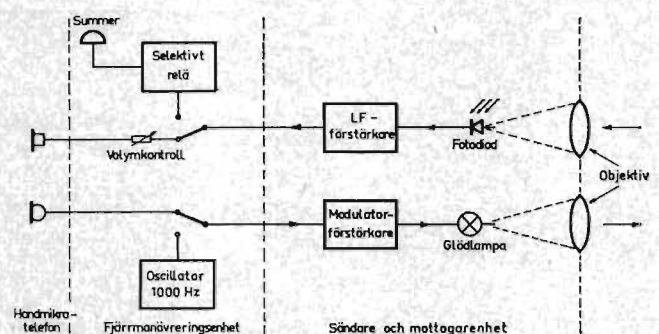 Summer
Selektivt
relä
LF -
förstärkare
Fotodiod
Volymkontroll
Objektiv
Modulator-
förstörkare
Glödlampa
Oscillator
1000 Hz
Handmikro-
telefon
Fjärrmanövreringsenhet
Sändare och mottagarenhet